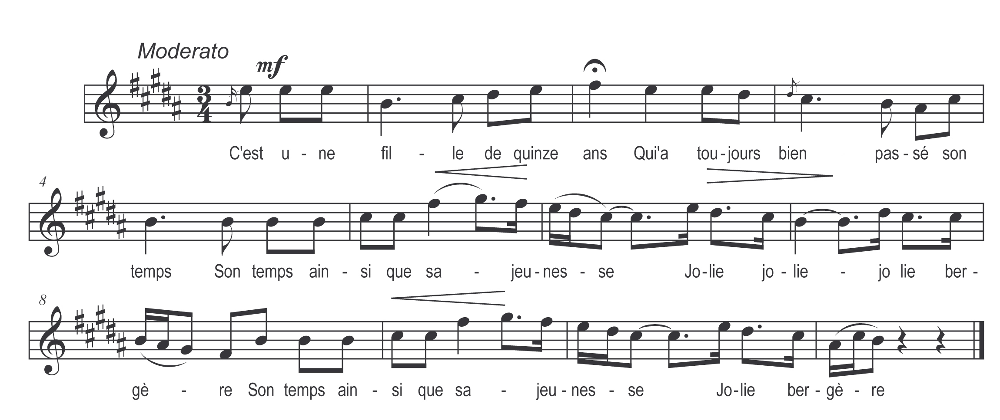 Moderato
mf
3
4
C'est u - ne fil - le de quinze ans Qui'a tou - jours bien pas - sé son
4
temps Son temps ain - si que sa - jeu - nes - se Jo - lie jo - lie - jo lie ber -
8
gè - re Son temps ain - si que sa - jeu - nes - se Jo - lie ber - gè - re